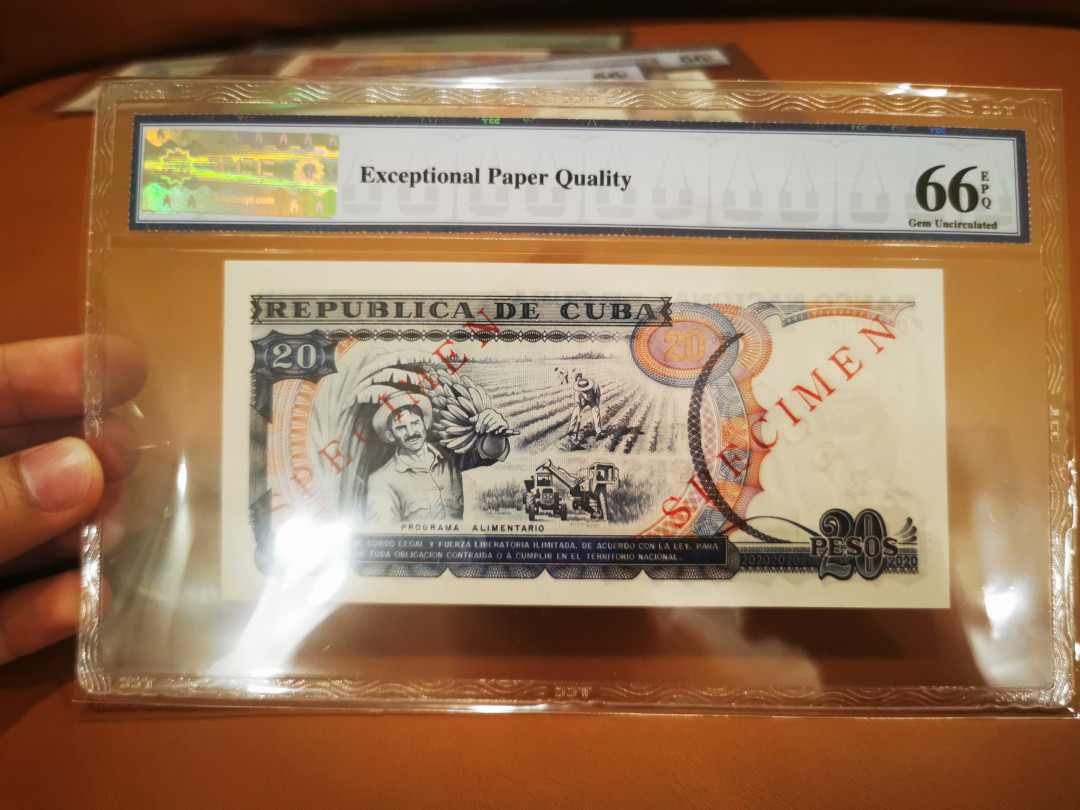 Exceptional Paper Quality
66
EPQ
Gem Uncirculated
REPUBLICA DE CUBA
20
20
SPECIMEN
SPECIMEN
PROGRAMA ALIMENTARIO
CURSO LEGAL Y FUERZA LIBERATORIA ILIMITADA, DE ACUERDO CON LA LEY, PARA
DE TODA OBLIGACION CONTRAIDA O A CUMPLIR EN EL TERRITORIO NACIONAL.
20
PESOS